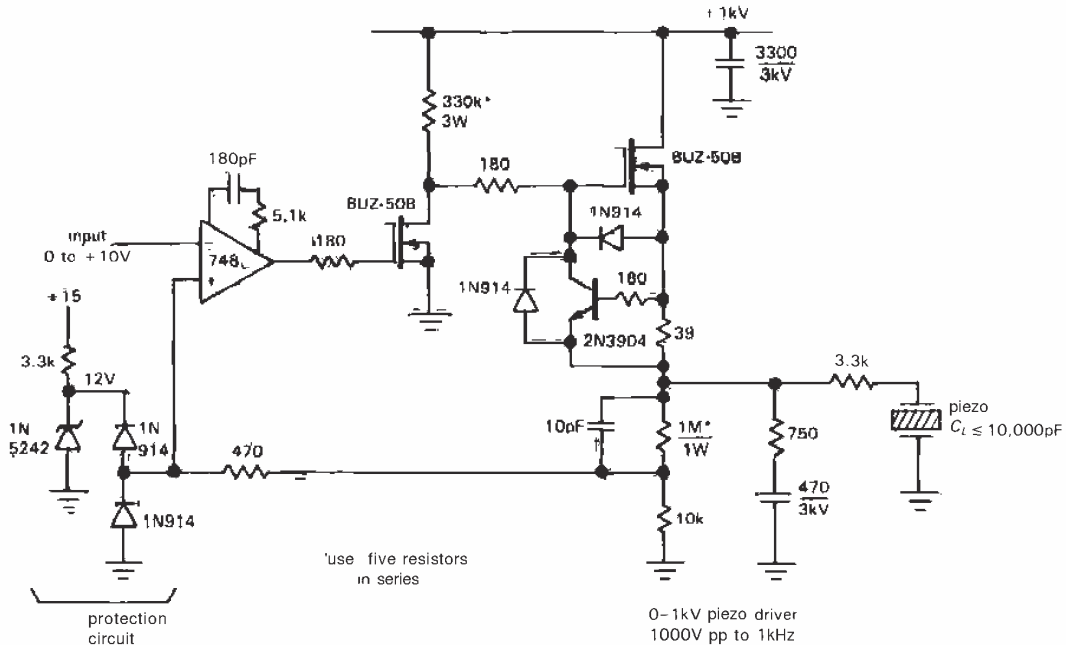 +1kV
3300
3kV
330k*
3W
180pF
180
BUZ-50B
BUZ-50B
5.1k
1N914
input
0 to +10V
−
748
180
+
1N914
180
+15
2N3904
39
3.3k
3.3k
12V
1N
5242
1N
914
10pF
1M*
1W
750
piezo
CL ≤ 10,000pF
470
470
3kV
1N914
10k
*use five resistors
in series
protection
circuit
0–1kV piezo driver
1000V pp to 1kHz